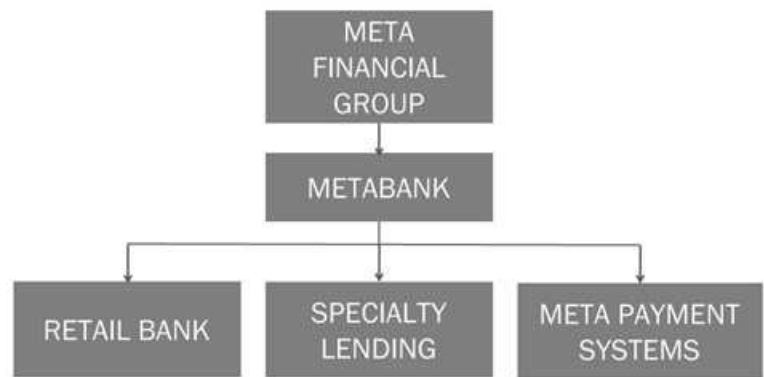 META
FINANCIAL
GROUP
METABANK
RETAIL BANK
SPECIALTY
LENDING
META PAYMENT
SYSTEMS